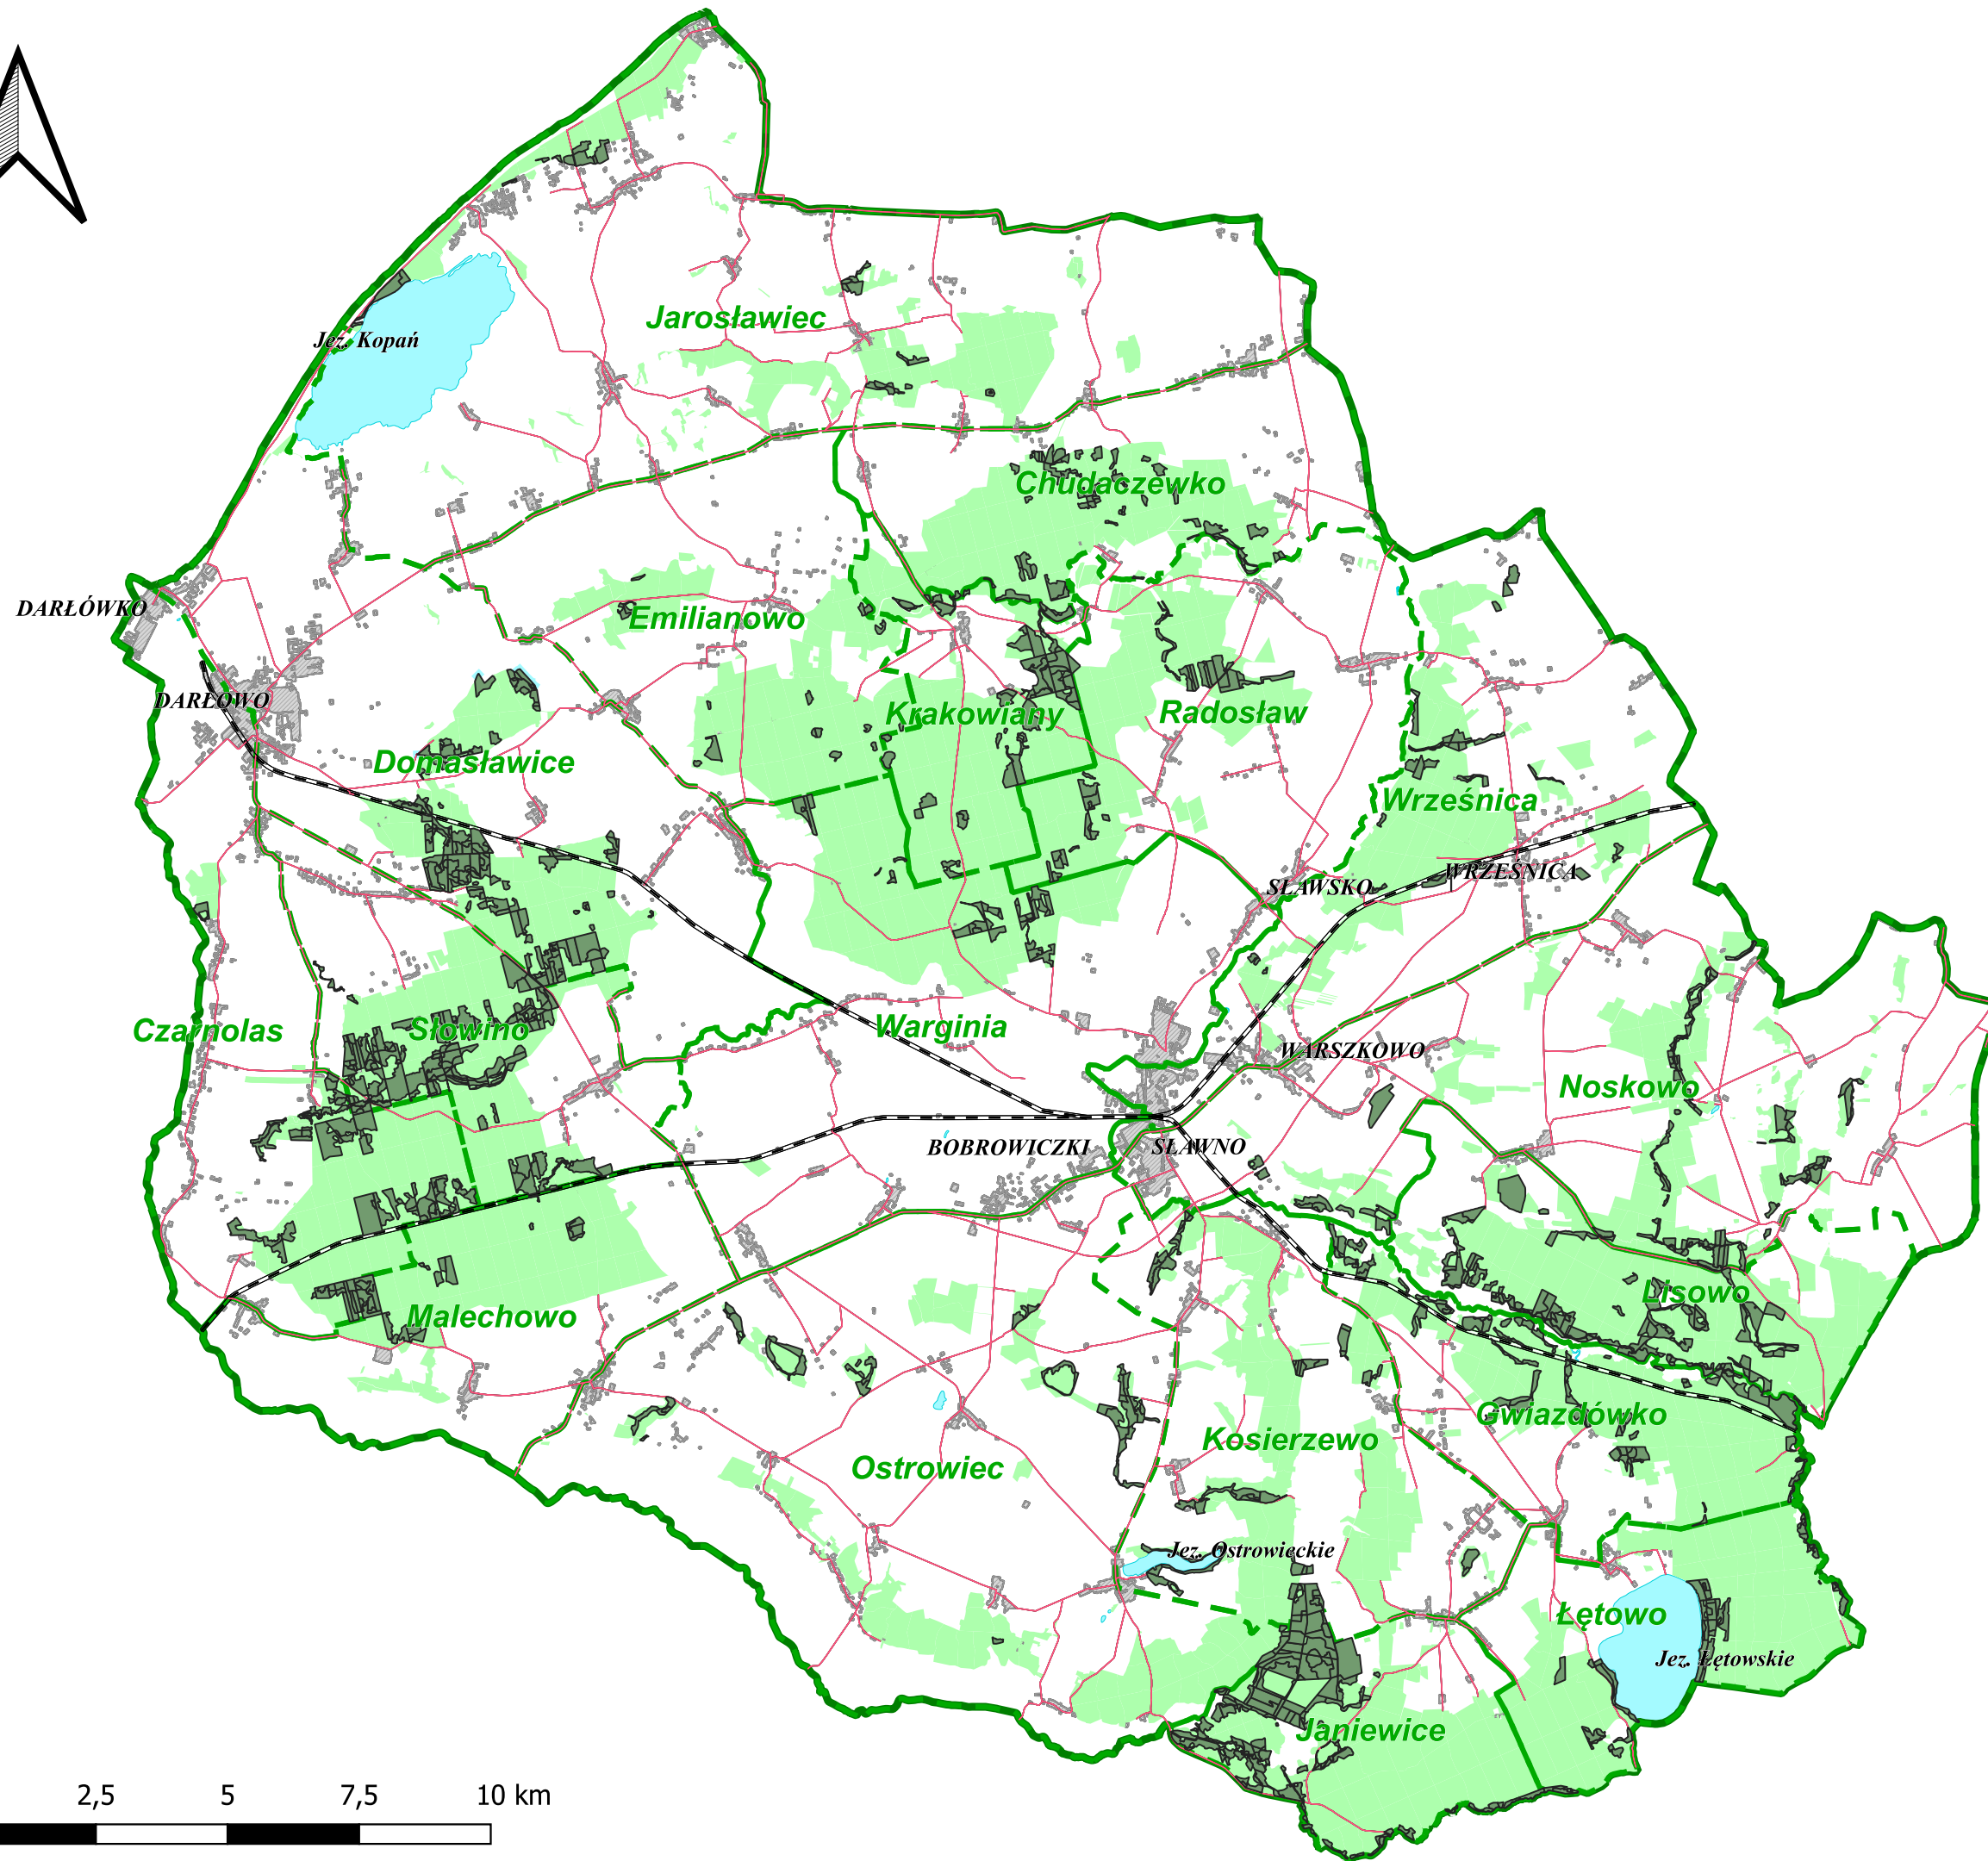 Jarosławiec
Jez. Kopań
Chudaczewko
DARŁÓWKO
Emilianowo
DARŁOWO
Krakowiany
Radosław
Domasławice
Wrześnica
WRZEŚNICA
SŁAWSKO
Czarnolas
Słowino
Warginia
WARSZKOWO
Noskowo
BOBROWICZKI
SŁAWNO
Lisowo
Malechowo
Gwiazdówko
Kosierzewo
Ostrowiec
Jez. Ostrowieckie
Łętowo
Jez. Łętowskie
Janiewice
2,5 5 7,5 10 km